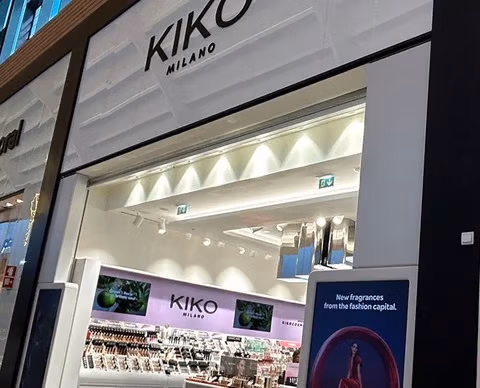 KIKO
MILANO
KIKO
MILANO
New fragrances
from the fashion capital.